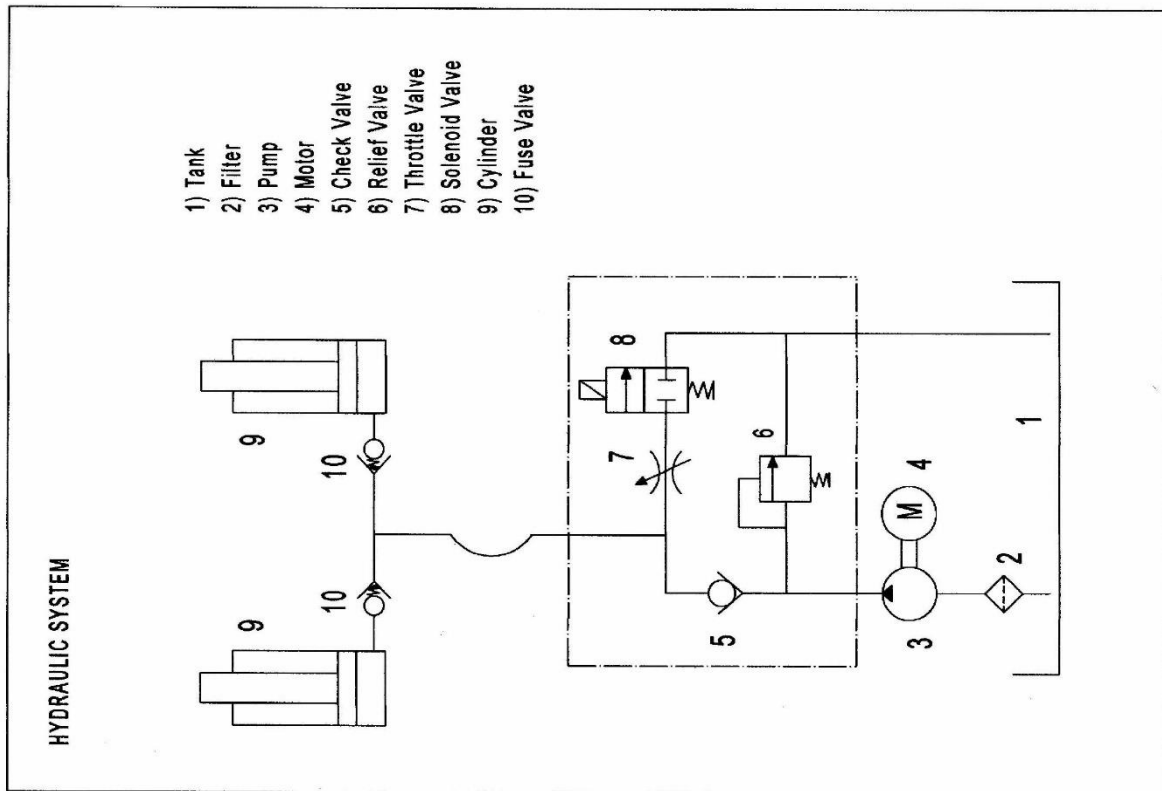 HYDRAULIC SYSTEM
1) Tank
2) Filter
3) Pump
4) Motor
5) Check Valve
6) Relief Valve
7) Throttle Valve
8) Solenoid Valve
9) Cylinder
10) Fuse Valve
9
9
10
10
8
7
6
5
4
M
3
2
1